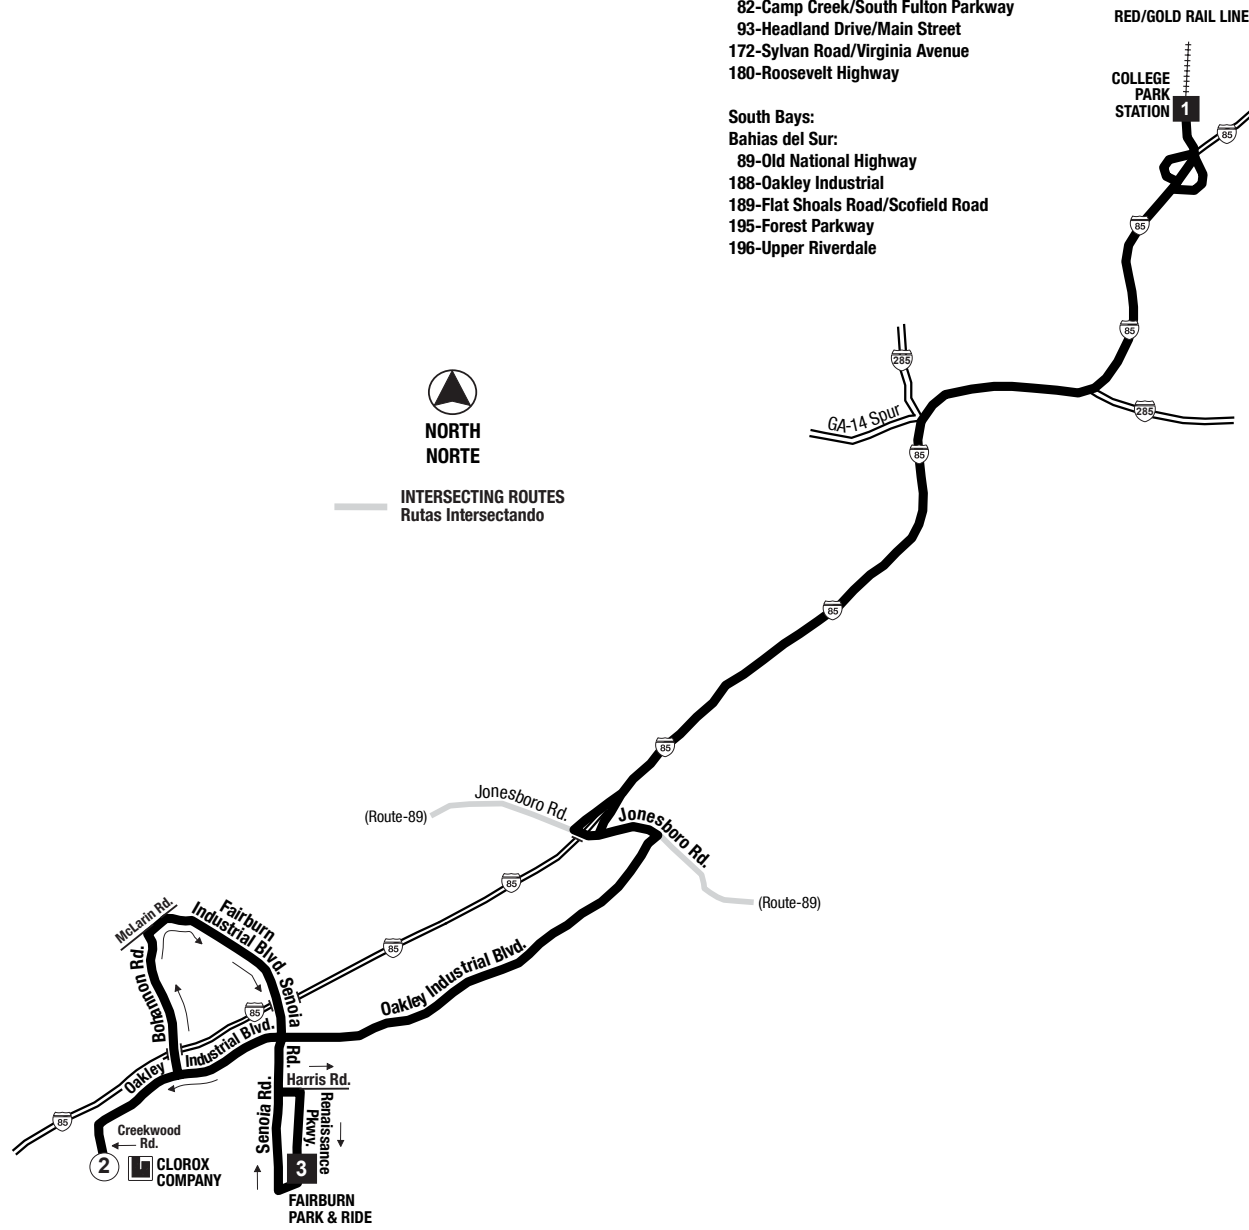 82-Camp Creek/South Fulton Parkway
93-Headland Drive/Main Street
172-Sylvan Road/Virginia Avenue
180-Roosevelt Highway
South Bays:
Bahias del Sur:
89-Old National Highway
188-Oakley Industrial
189-Flat Shoals Road/Scofield Road
195-Forest Parkway
196-Upper Riverdale
RED/GOLD RAIL LINE
COLLEGE
PARK
STATION
1
85
85
85
285
GA-14 Spur
285
85
NORTH
NORTE
INTERSECTING ROUTES
Rutas Intersectando
85
85
Jonesboro Rd.
(Route-89)
Jonesboro Rd.
(Route-89)
85
85
McLarin Rd.
Fairburn
Industrial Blvd.
Senoia
Rd.
Bohannon Rd.
Oakley Industrial Blvd.
85
Oakley
Industrial Blvd.
85
Harris Rd.
Senoia Rd.
Renaissance
Pkwy.
Creekwood
Rd.
2
CLOROX
COMPANY
3
FAIRBURN
PARK & RIDE